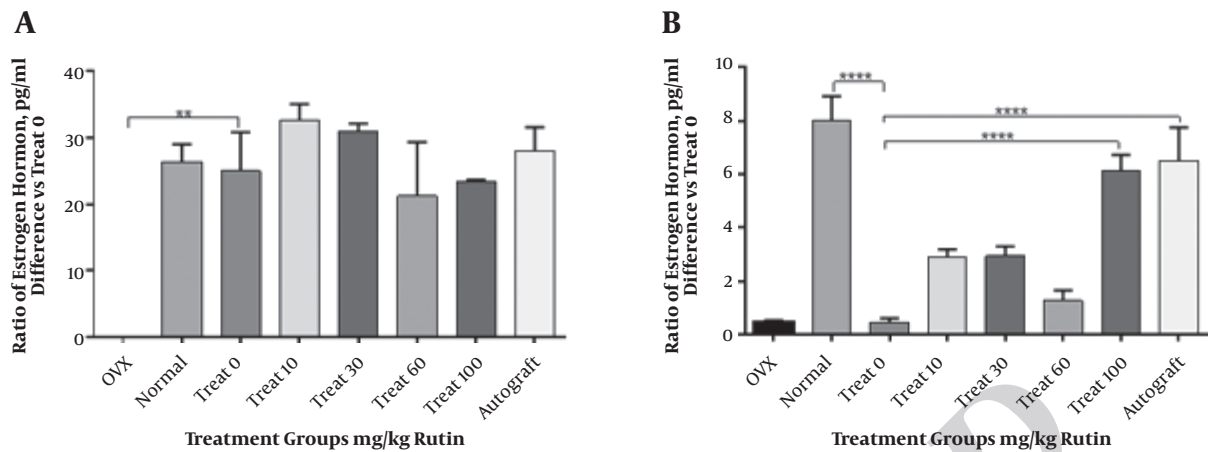 A
Ratio of Estrogen Hormon, pg/ml
Difference vs Treat 0
40
30
20
10
0
**
OVX
Normal
Treat 0
Treat 10
Treat 30
Treat 60
Treat 100
Autograft
Treatment Groups mg/kg Rutin
B
Ratio of Estrogen Hormon, pg/ml
Difference vs Treat 0
10
8
6
4
2
0
****
****
****
OVX
Normal
Treat 0
Treat 10
Treat 30
Treat 60
Treat 100
Autograft
Treatment Groups mg/kg Rutin